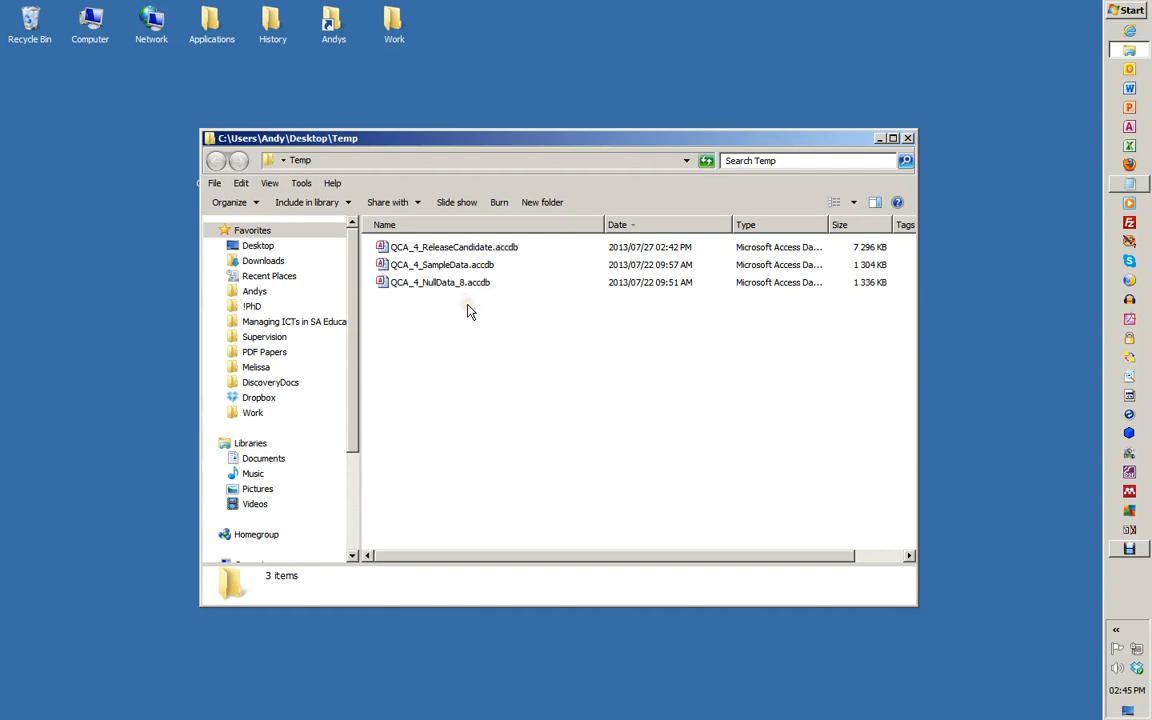 Recycle Bin
Computer
Network
Applications
History
Andys
Work
Start
C:\Users\Andy\Desktop\Temp
Temp
Search Temp
File Edit View Tools Help
Organize Include in library Share with Slide show Burn New folder
Favorites
Desktop
Downloads
Recent Places
Andys
!PhD
Managing ICTs in SA Educa
Supervision
PDF Papers
Melissa
DiscoveryDocs
Dropbox
Work
Libraries
Documents
Music
Pictures
Videos
Homegroup
Name Date Type Size Tags
QCA_4_ReleaseCandidate.accdb 2013/07/27 02:42 PM Microsoft Access Da... 7 296 KB
QCA_4_SampleData.accdb 2013/07/22 09:57 AM Microsoft Access Da... 1 304 KB
QCA_4_NullData_8.accdb 2013/07/22 09:51 AM Microsoft Access Da... 1 336 KB
3 items
02:45 PM